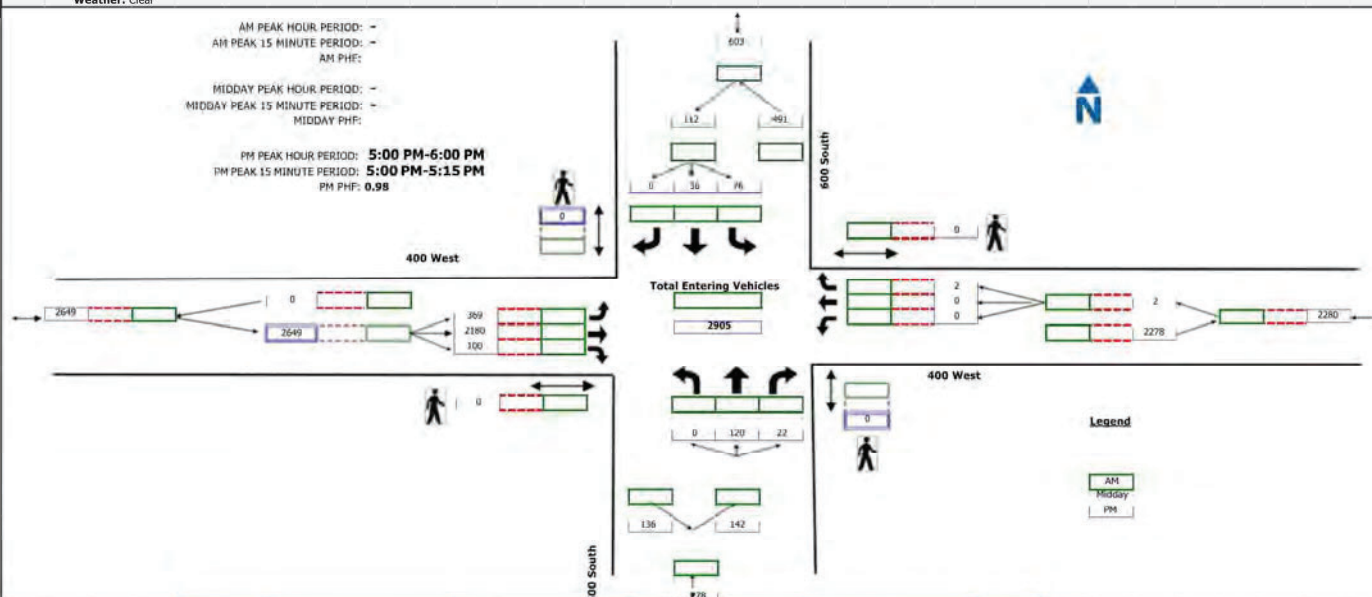 Weather: Clear
AM PEAK HOUR PERIOD: -
AM PEAK 15 MINUTE PERIOD: -
AM PHF:
MIDDAY PEAK HOUR PERIOD: -
MIDDAY PEAK 15 MINUTE PERIOD: -
MIDDAY PHF:
PM PEAK HOUR PERIOD: 5:00 PM-6:00 PM
PM PEAK 15 MINUTE PERIOD: 5:00 PM-5:15 PM
PM PHF: 0.98
603
N
112 491
600 South
0 36 76
0
0
400 West
Total Entering Vehicles
2905
2649
0
2649
369
2180
100
2
0
0
2
2278
2280
400 West
0
0
0 120 22
Legend
AM
Midday
PM
136 142
00 South